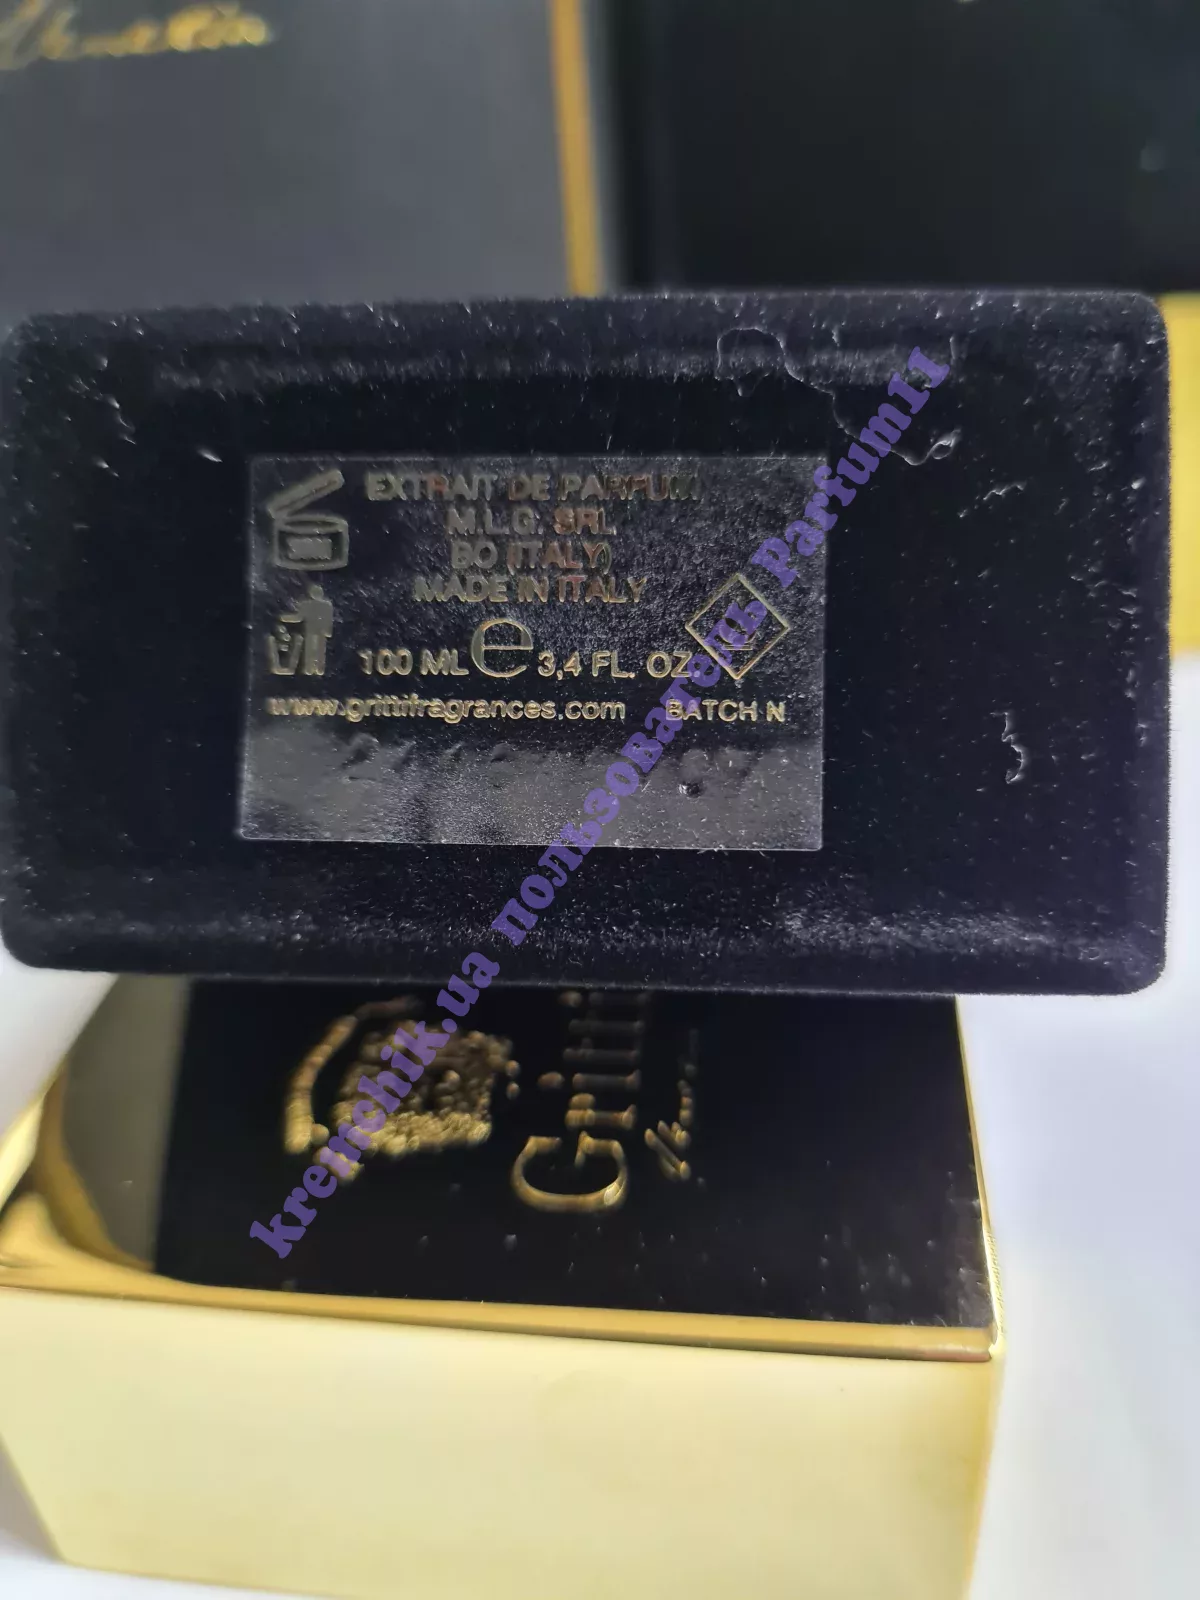 EXTRAIT DE PARFUM
M.L.G. SRL
BO (ITALY)
MADE IN ITALY
100 ML e 3,4 FL. OZ
www.grittifragrances.com BATCH N
kremchik.ua пользователь Parfum11
Gritti